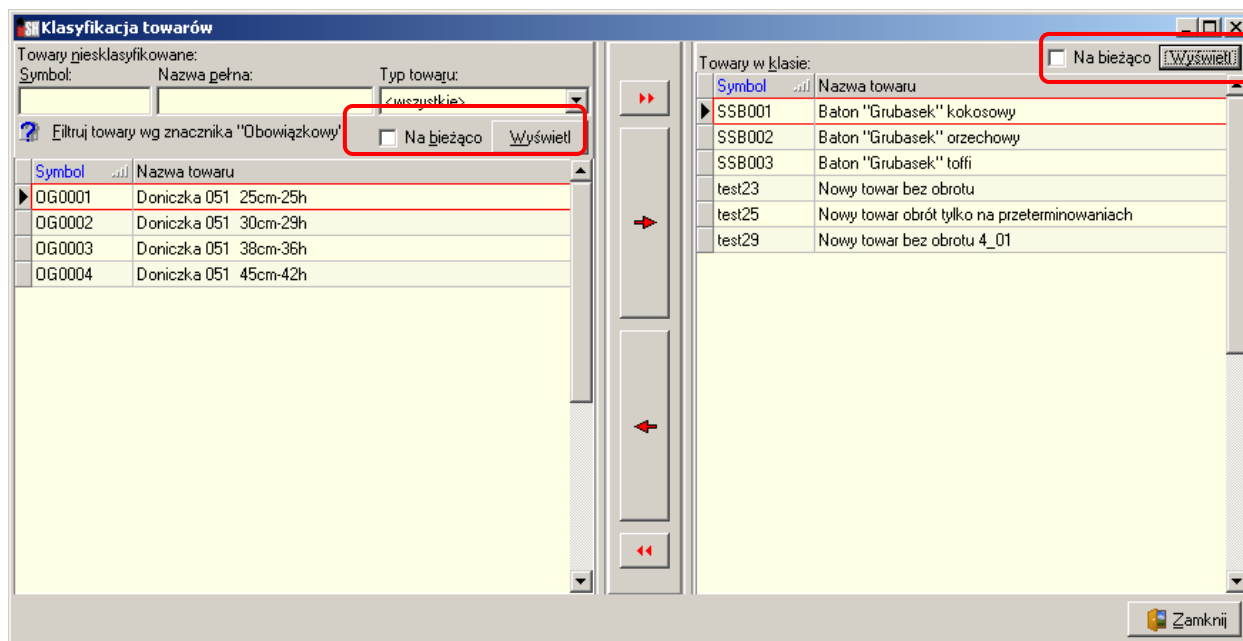 SH Klasyfikacja towarów
Towary niesklasyfikowane:
Symbol: Nazwa pełna: Typ towaru:
<wszystkie>
Filtruj towary wg znacznika "Obowiązkowy" Na bieżąco Wyświetl
Symbol Nazwa towaru
OG0001 Doniczka 051 25cm-25h
OG0002 Doniczka 051 30cm-29h
OG0003 Doniczka 051 38cm-36h
OG0004 Doniczka 051 45cm-42h
Towary w klasie: Na bieżąco Wyświetl
Symbol Nazwa towaru
SSB001 Baton "Grubasek" kokosowy
SSB002 Baton "Grubasek" orzechowy
SSB003 Baton "Grubasek" toffi
test23 Nowy towar bez obrotu
test25 Nowy towar obrót tylko na przeterminowaniach
test29 Nowy towar bez obrotu 4_01
Zamknij